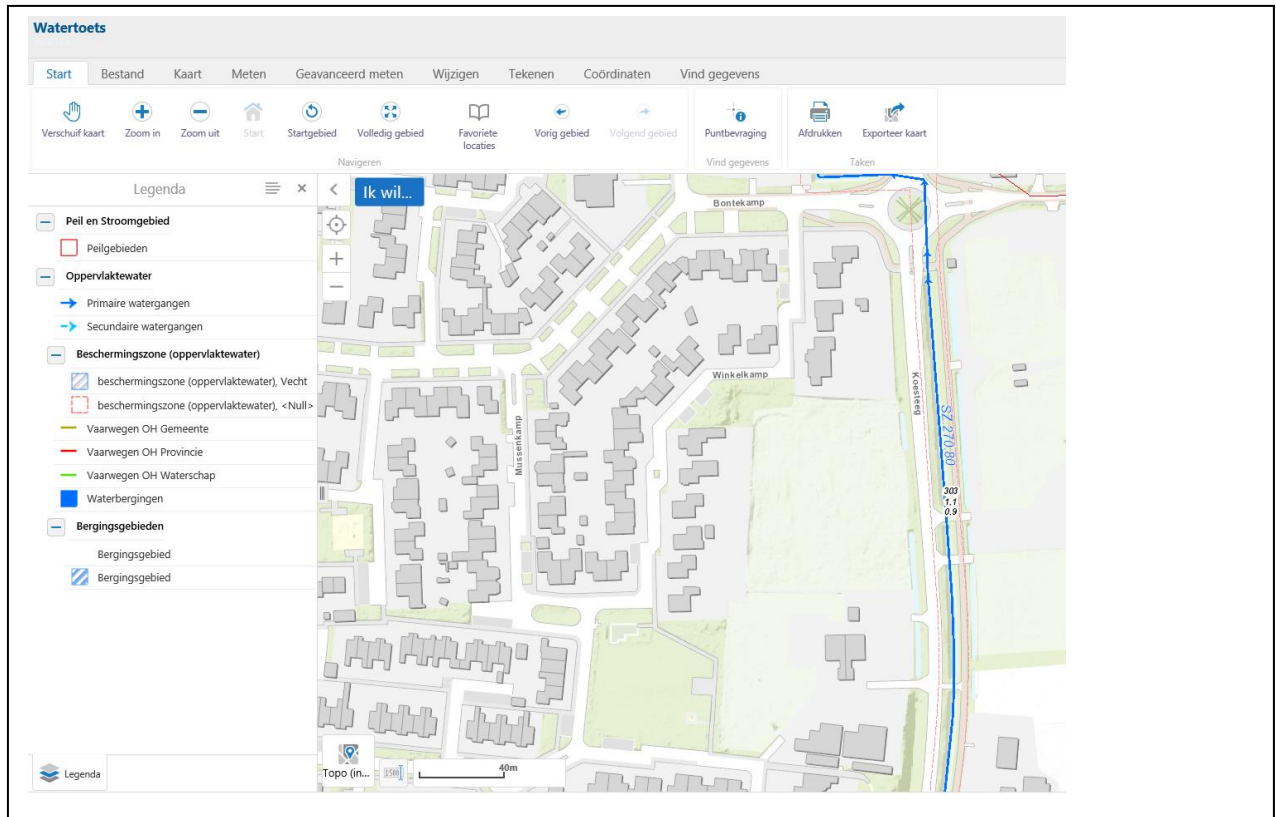 Watertoets
Start Bestand Kaart Meten Geavanceerd meten Wijzigen Tekenen Coördinaten Vind gegevens
Verschuif kaart Zoom in Zoom uit Start Startgebied Volledig gebied Favoriete locaties Vorig gebied Volgend gebied Puntbevraging Afdrukken Exporteer kaart
Navigeren Vind gegevens Taken
Legenda
Ik wil...
Peil en Stroomgebied
Peilgebieden
Oppervlaktewater
Primaire watergangen
Secundaire watergangen
Beschermingszone (oppervlaktewater)
beschermingszone (oppervlaktewater), Vecht
beschermingszone (oppervlaktewater), <Null>
Vaarwegen OH Gemeente
Vaarwegen OH Provincie
Vaarwegen OH Waterschap
Waterbergingen
Bergingsgebieden
Bergingsgebied
Bergingsgebied
Legenda
Bontekamp
Winkelkamp
Mussenkamp
Koesteeg
SZ 270.80
303
1.1
0.9
Topo (in...
40m